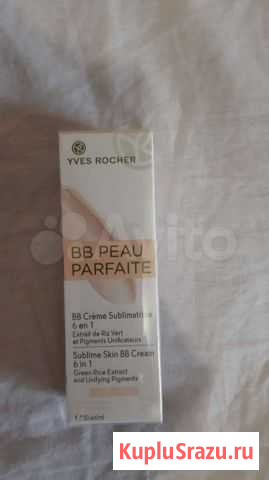 YVES ROCHER
BB PEAU
PARFAITE
BB Crème Sublimatrice
6 en 1
Extrait de Riz Vert
et Pigments Unificateurs
Sublime Skin BB Cream
6 in 1
Green Rice Extract
and Unifying Pigments
Avito
KupluSrazu.ru